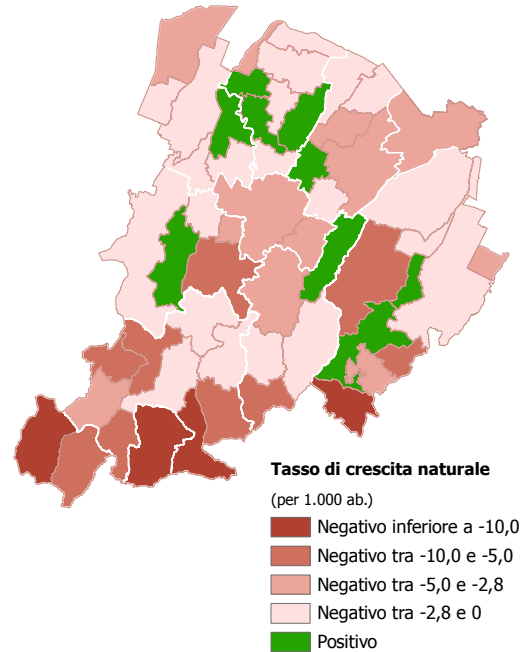 Tasso di crescita naturale
(per 1.000 ab.)
Negativo inferiore a -10,0
Negativo tra -10,0 e -5,0
Negativo tra -5,0 e -2,8
Negativo tra -2,8 e 0
Positivo